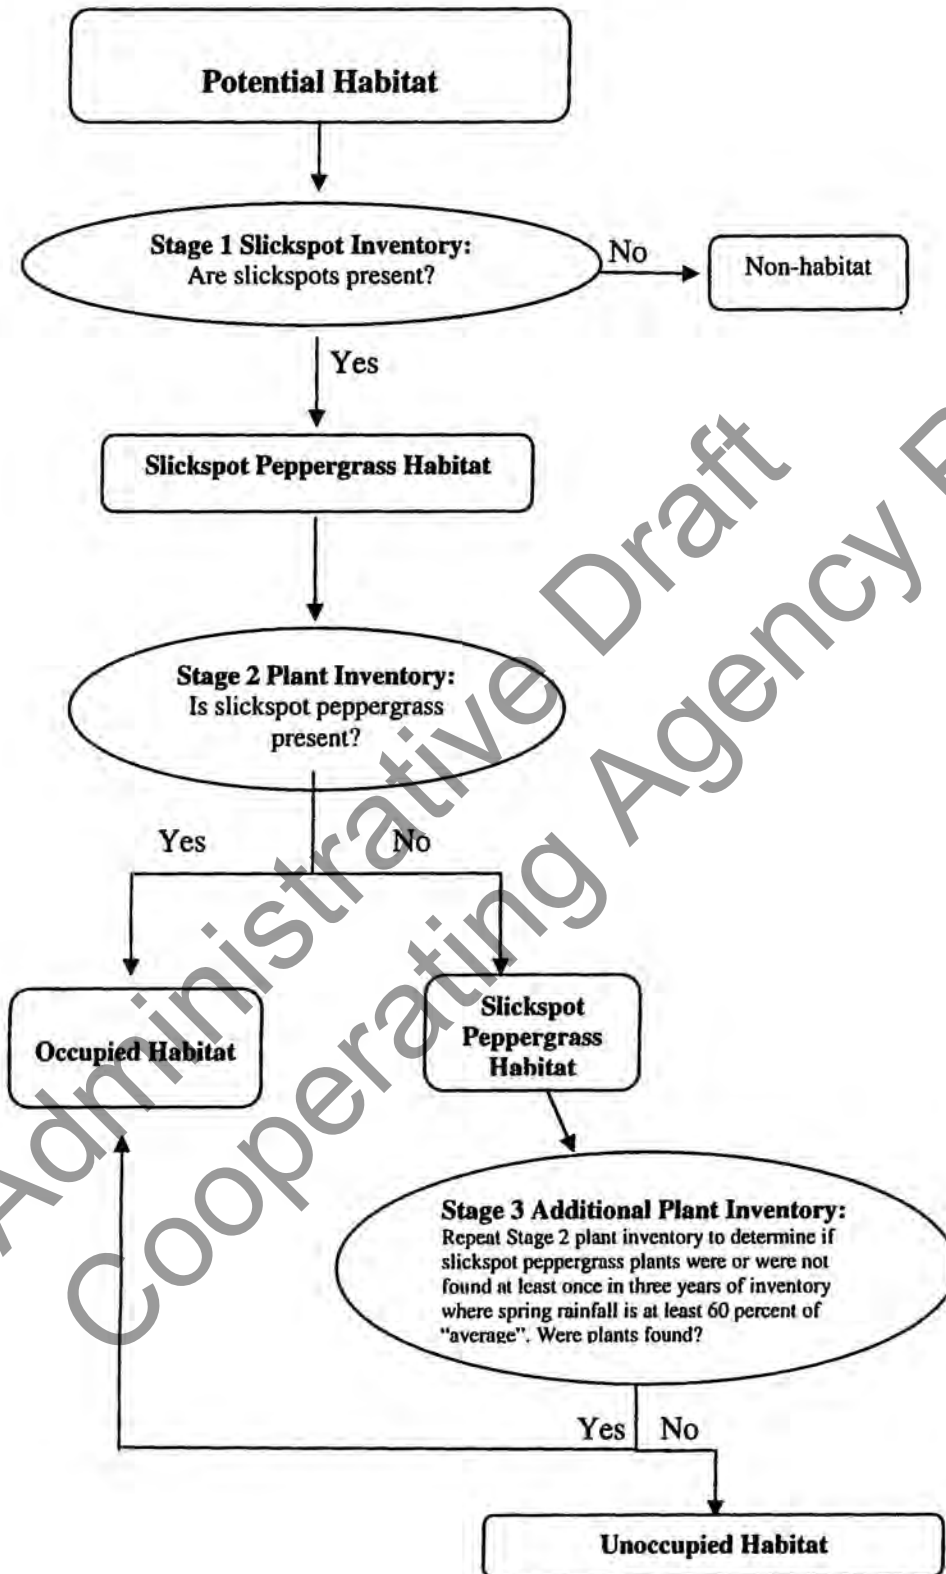 Potential Habitat
Stage 1 Slickspot Inventory:
Are slickspots present?
No
Non-habitat
Yes
Slickspot Peppergrass Habitat
Stage 2 Plant Inventory:
Is slickspot peppergrass
present?
Yes
No
Occupied Habitat
Slickspot
Peppergrass
Habitat
Stage 3 Additional Plant Inventory:
Repeat Stage 2 plant inventory to determine if
slickspot peppergrass plants were or were not
found at least once in three years of inventory
where spring rainfall is at least 60 percent of
"average". Were plants found?
Yes
No
Unoccupied Habitat
Administrative Draft
Cooperating Agency